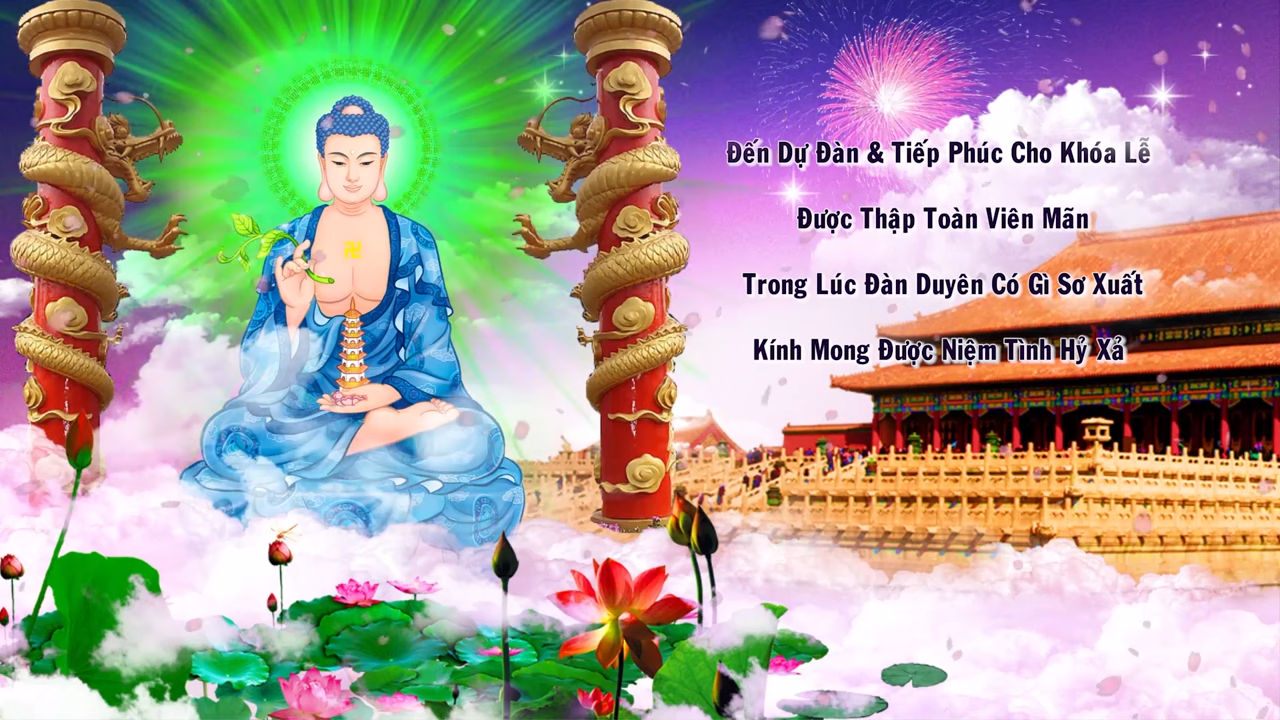 Đến Dự Đàn & Tiếp Phúc Cho Khóa Lễ
Được Thập Toàn Viên Mãn
Trong Lúc Đàn Duyên Có Gì Sơ Xuất
Kính Mong Được Niệm Tình Hỷ Xả